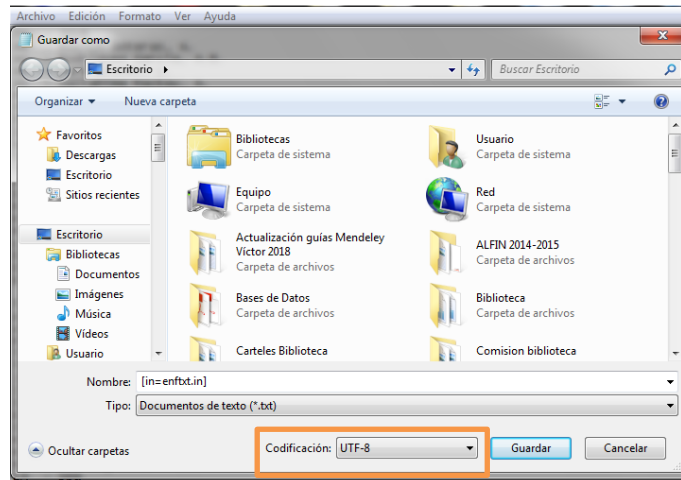 Archivo Edición Formato Ver Ayuda
Guardar como
Escritorio
Buscar Escritorio
Organizar Nueva carpeta
Favoritos
Descargas
Escritorio
Sitios recientes
Escritorio
Bibliotecas
Documentos
Imágenes
Música
Vídeos
Usuario
Bibliotecas
Carpeta de sistema
Usuario
Carpeta de sistema
Equipo
Carpeta de sistema
Red
Carpeta de sistema
Actualización guías Mendeley
Víctor 2018
Carpeta de archivos
ALFIN 2014-2015
Carpeta de archivos
Bases de Datos
Carpeta de archivos
Biblioteca
Carpeta de archivos
Carteles Biblioteca
Comision biblioteca
Nombre: [in=enftxt.in]
Tipo: Documentos de texto (*.txt)
Ocultar carpetas
Codificación: UTF-8
Guardar
Cancelar